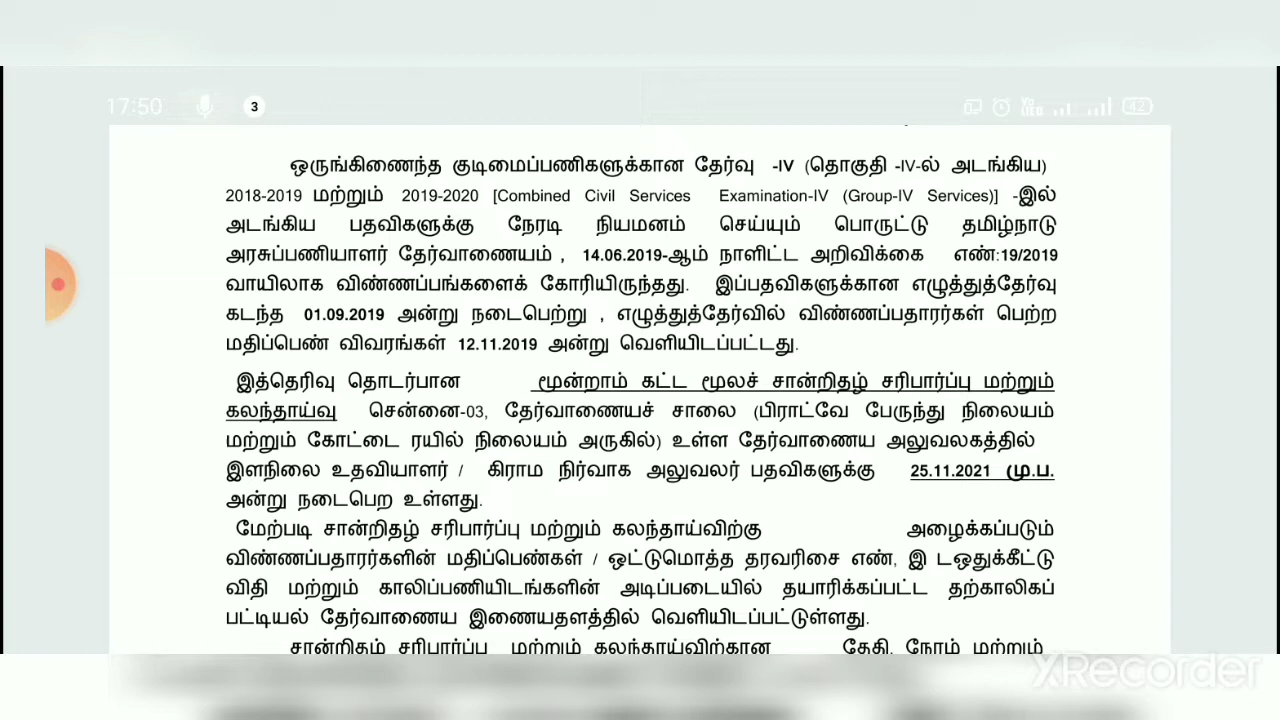 17:50 3 42
ஒருங்கிணைந்த குடிமைப்பணிகளுக்கான தேர்வு -IV (தொகுதி -IV-ல் அடங்கிய)
2018-2019 மற்றும் 2019-2020 [Combined Civil Services Examination-IV (Group-IV Services)] -இல்
அடங்கிய பதவிகளுக்கு நேரடி நியமனம் செய்யும் பொருட்டு தமிழ்நாடு
அரசுப்பணியாளர் தேர்வாணையம் , 14.06.2019-ஆம் நாளிட்ட அறிவிக்கை எண்:19/2019
வாயிலாக விண்ணப்பங்களைக் கோரியிருந்தது. இப்பதவிகளுக்கான எழுத்துத்தேர்வு
கடந்த 01.09.2019 அன்று நடைபெற்று , எழுத்துத்தேர்வில் விண்ணப்பதாரர்கள் பெற்ற
மதிப்பெண் விவரங்கள் 12.11.2019 அன்று வெளியிடப்பட்டது.
இத்தெரிவு தொடர்பான மூன்றாம் கட்ட மூலச் சான்றிதழ் சரிபார்ப்பு மற்றும்
கலந்தாய்வு சென்னை-03, தேர்வாணையச் சாலை (பிராட்வே பேருந்து நிலையம்
மற்றும் கோட்டை ரயில் நிலையம் அருகில்) உள்ள தேர்வாணைய அலுவலகத்தில்
இளநிலை உதவியாளர் / கிராம நிர்வாக அலுவலர் பதவிகளுக்கு 25.11.2021 மு.ப.
அன்று நடைபெற உள்ளது.
மேற்படி சான்றிதழ் சரிபார்ப்பு மற்றும் கலந்தாய்விற்கு அழைக்கப்படும்
விண்ணப்பதாரர்களின் மதிப்பெண்கள் / ஒட்டுமொத்த தரவரிசை எண், இ டஒதுக்கீட்டு
விதி மற்றும் காலிப்பணியிடங்களின் அடிப்படையில் தயாரிக்கப்பட்ட தற்காலிகப்
பட்டியல் தேர்வாணைய இணையதளத்தில் வெளியிடப்பட்டுள்ளது.
சான்றிதழ் சரிபார்ப்பு மற்றும் கலந்தாய்விற்கான தேதி, நேரம் மற்றும்
XRecorder